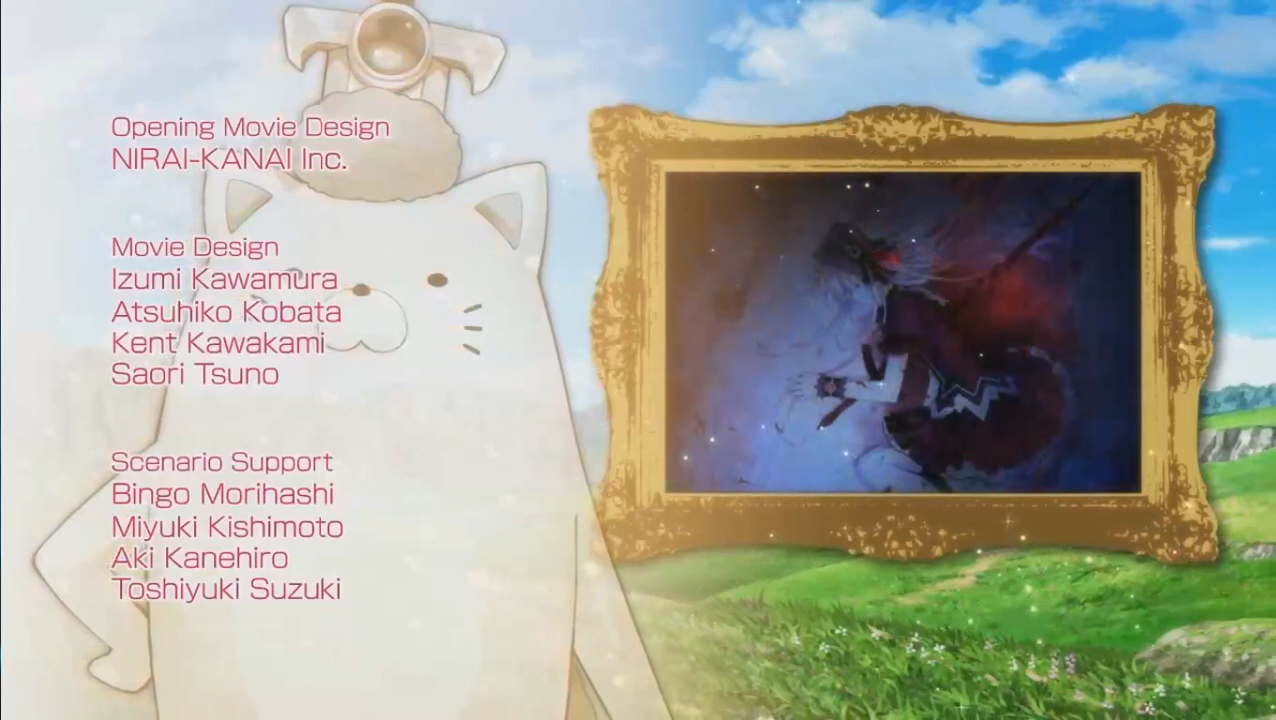 Opening Movie Design
NIRAI-KANAI Inc.
Movie Design
Izumi Kawamura
Atsuhiko Kobata
Kent Kawakami
Saori Tsuno
Scenario Support
Bingo Morihashi
Miyuki Kishimoto
Aki Kanehiro
Toshiyuki Suzuki